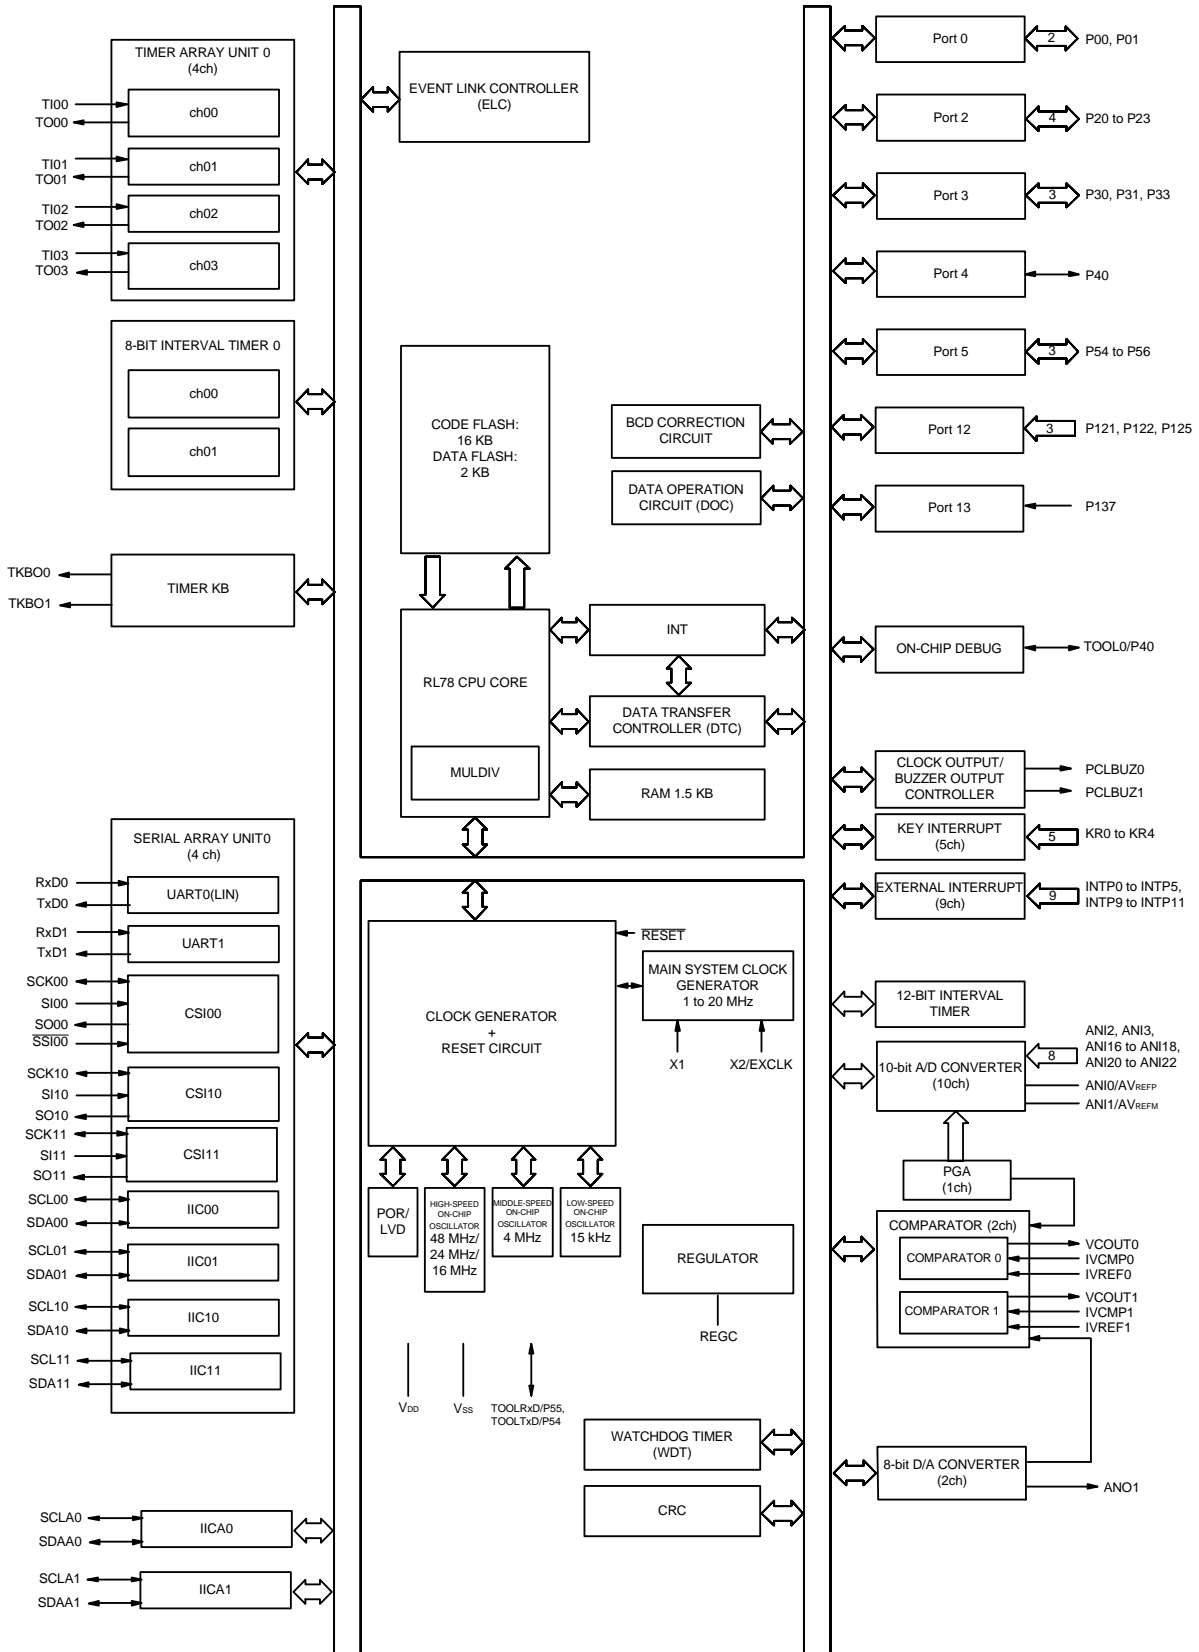 TIMER ARRAY UNIT 0
(4ch)
TI00
TO00
ch00
TI01
TO01
ch01
TI02
TO02
ch02
TI03
TO03
ch03
8-BIT INTERVAL TIMER 0
ch00
ch01
TKBO0
TKBO1
TIMER KB
SERIAL ARRAY UNIT0
(4 ch)
RxD0
TxD0
UART0(LIN)
RxD1
TxD1
UART1
SCK00
SI00
SO00
SSI00
CSI00
SCK10
SI10
SO10
CSI10
SCK11
SI11
SO11
CSI11
SCL00
SDA00
IIC00
SCL01
SDA01
IIC01
SCL10
SDA10
IIC10
SCL11
SDA11
IIC11
SCLA0
SDAA0
IICA0
SCLA1
SDAA1
IICA1
EVENT LINK CONTROLLER
(ELC)
CODE FLASH:
16 KB
DATA FLASH:
2 KB
BCD CORRECTION
CIRCUIT
DATA OPERATION
CIRCUIT (DOC)
RL78 CPU CORE
MULDIV
INT
DATA TRANSFER
CONTROLLER (DTC)
RAM 1.5 KB
CLOCK GENERATOR
+
RESET CIRCUIT
RESET
MAIN SYSTEM CLOCK
GENERATOR
1 to 20 MHz
X1
X2/EXCLK
POR/
LVD
HIGH-SPEED
ON-CHIP
OSCILLATOR
48 MHz/
24 MHz/
16 MHz
MIDDLE-SPEED
ON-CHIP
OSCILLATOR
4 MHz
LOW-SPEED
ON-CHIP
OSCILLATOR
15 kHz
REGULATOR
REGC
VDD
VSS
TOOLRxD/P55,
TOOLTxD/P54
WATCHDOG TIMER
(WDT)
CRC
Port 0
2
P00, P01
Port 2
4
P20 to P23
Port 3
3
P30, P31, P33
Port 4
P40
Port 5
3
P54 to P56
Port 12
3
P121, P122, P125
Port 13
P137
ON-CHIP DEBUG
TOOL0/P40
CLOCK OUTPUT/
BUZZER OUTPUT
CONTROLLER
PCLBUZ0
PCLBUZ1
KEY INTERRUPT
(5ch)
5
KR0 to KR4
EXTERNAL INTERRUPT
(9ch)
9
INTP0 to INTP5,
INTP9 to INTP11
12-BIT INTERVAL
TIMER
10-bit A/D CONVERTER
(10ch)
8
ANI2, ANI3,
ANI16 to ANI18,
ANI20 to ANI22
ANI0/AVREFP
ANI1/AVREFM
PGA
(1ch)
COMPARATOR (2ch)
COMPARATOR 0
VCOUT0
IVCMP0
IVREF0
COMPARATOR 1
VCOUT1
IVCMP1
IVREF1
8-bit D/A CONVERTER
(2ch)
ANO1